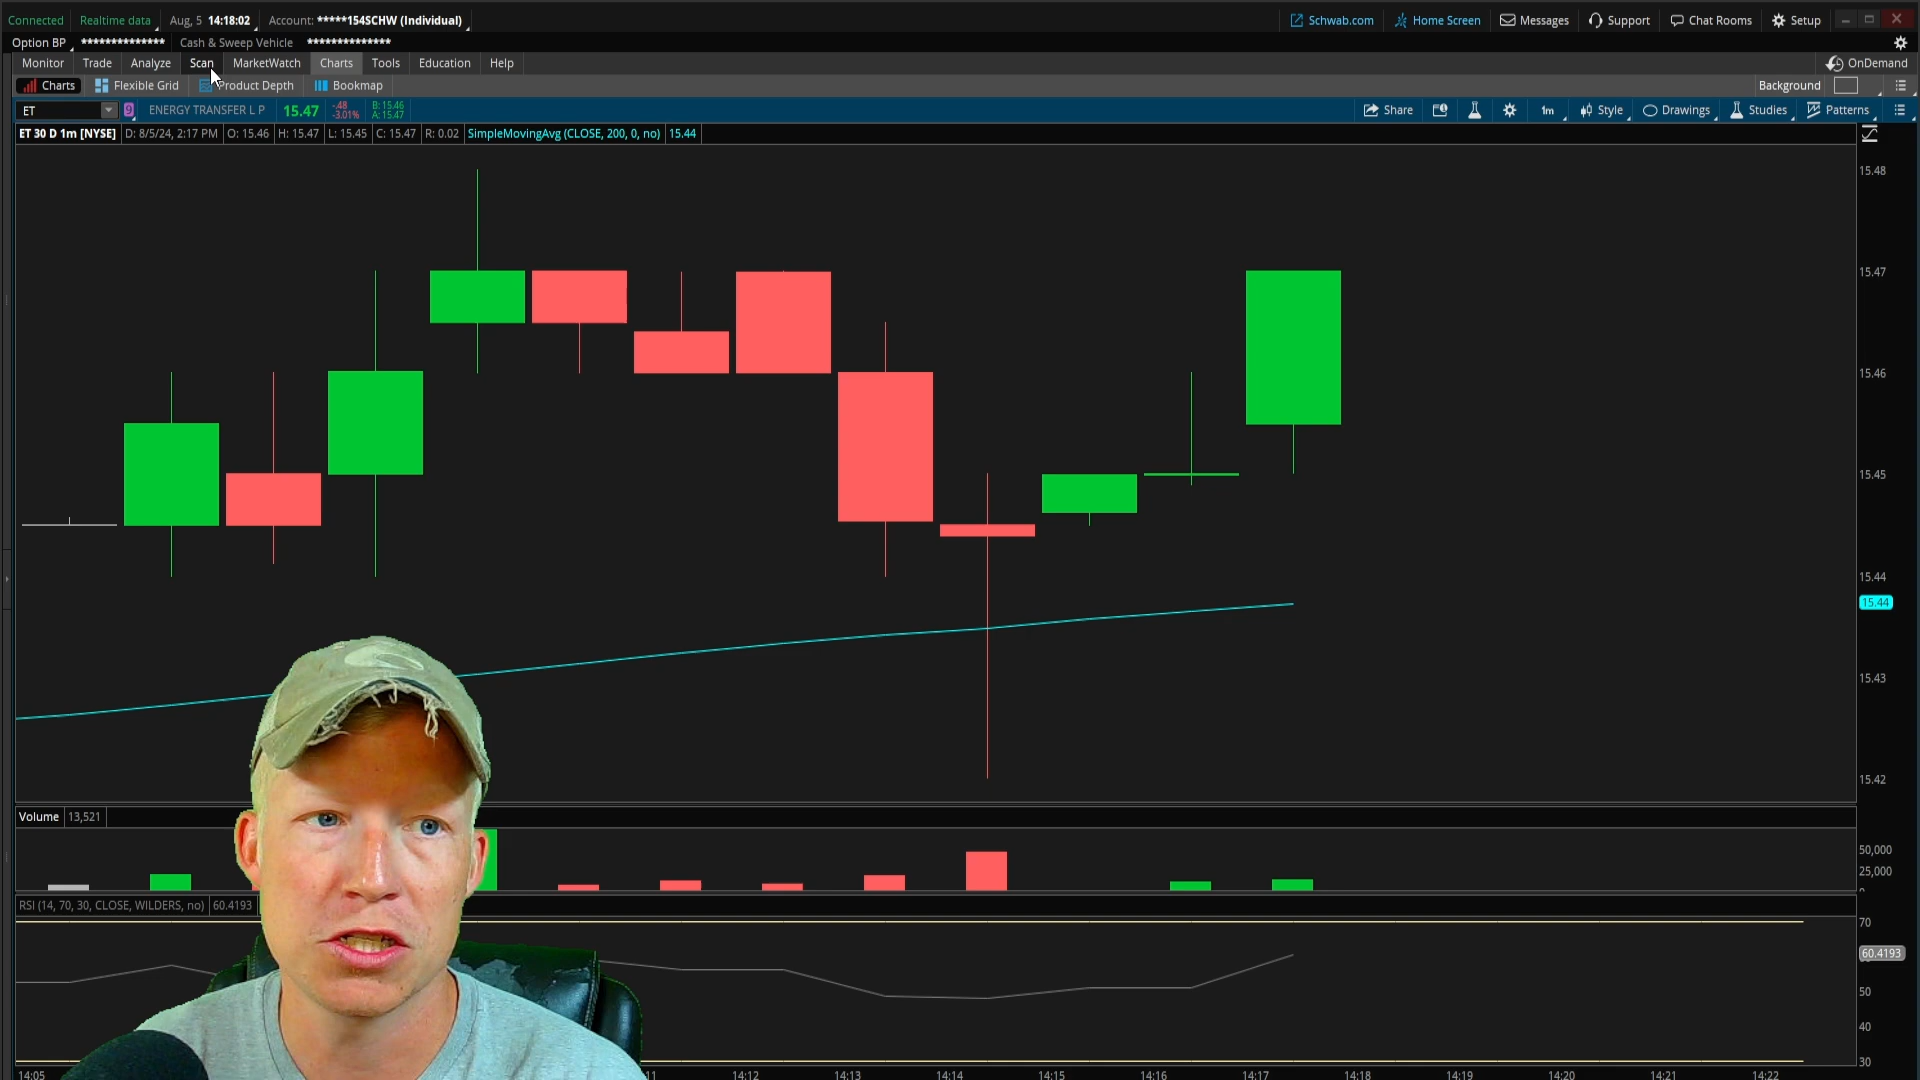 Connected Realtime data Aug, 5 14:18:02 Account: *****154SCHW (Individual) Schwab.com Home Screen Messages Support Chat Rooms Setup
Option BP ************** Cash & Sweep Vehicle **************
Monitor Trade Analyze Scan MarketWatch Charts Tools Education Help OnDemand
Charts Flexible Grid Product Depth Bookmap Background
ET 9 ENERGY TRANSFER L P 15.47 -.48 -3.01% B: 15.46 A: 15.47 Share 1m Style Drawings Studies Patterns
ET 30 D 1m [NYSE] D: 8/5/24, 2:17 PM O: 15.46 H: 15.47 L: 15.45 C: 15.47 R: 0.02 SimpleMovingAvg (CLOSE, 200, 0, no) 15.44
15.48
15.47
15.46
15.45
15.44
15.44
15.43
15.42
Volume 13,521
50,000
25,000
RSI (14, 70, 30, CLOSE, WILDERS, no) 60.4193
70
60.4193
50
40
30
14:05 11 14:12 14:13 14:14 14:15 14:16 14:17 14:18 14:19 14:20 14:21 14:22